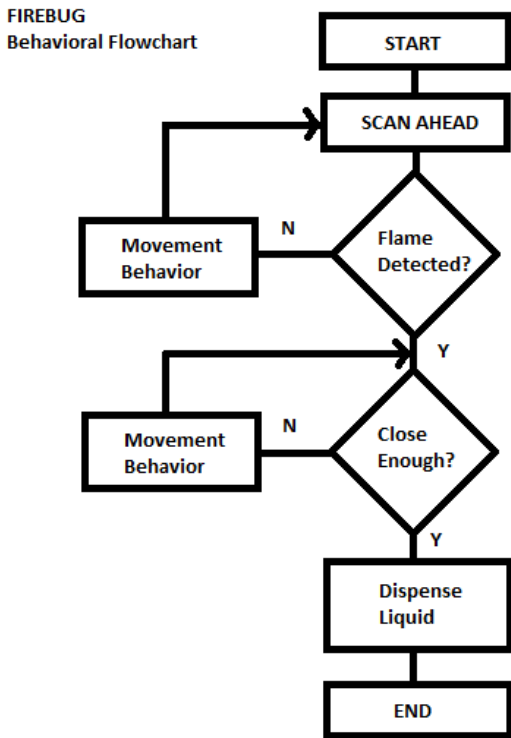 FIREBUG
Behavioral Flowchart
START
SCAN AHEAD
N
Movement
Behavior
Flame
Detected?
Y
N
Movement
Behavior
Close
Enough?
Y
Dispense
Liquid
END